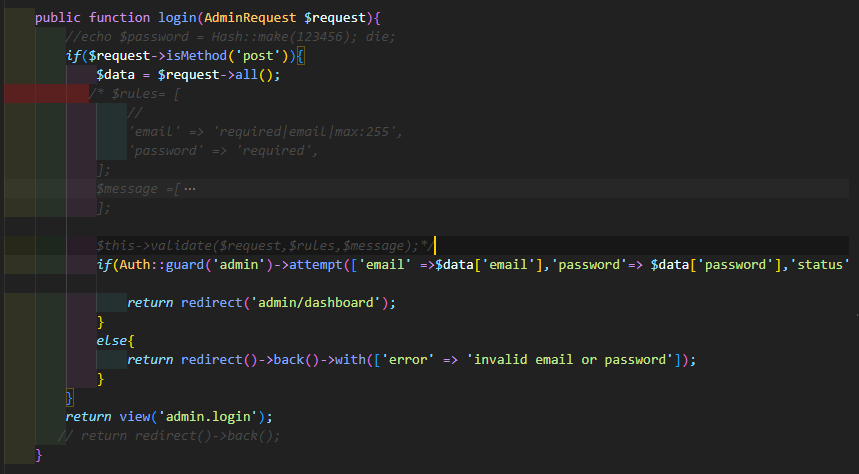 public function login(AdminRequest $request){
//echo $password = Hash::make(123456); die;
if($request->isMethod('post')){
$data = $request->all();
/* $rules= [
//
'email' => 'required|email|max:255',
'password' => 'required',
];
$message =[⋯
];
$this->validate($request,$rules,$message);*/
if(Auth::guard('admin')->attempt(['email' =>$data['email'],'password'=> $data['password'],'status'
return redirect('admin/dashboard');
}
else{
return redirect()->back()->with(['error' => 'invalid email or password']);
}
}
return view('admin.login');
// return redirect()->back();
}